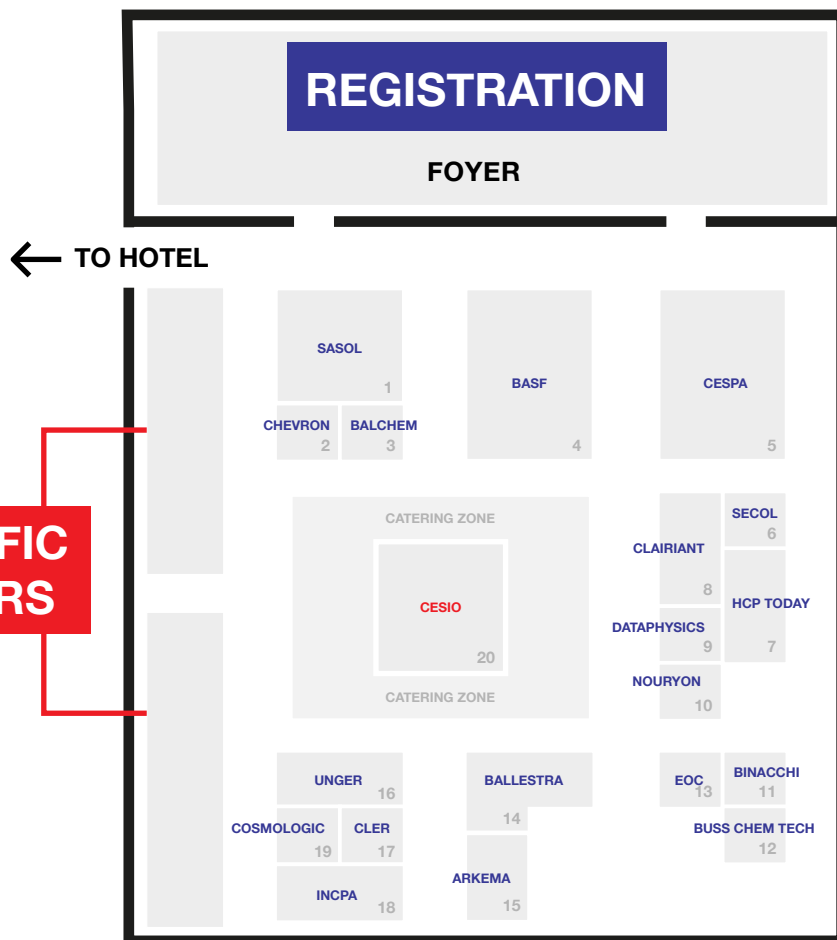 REGISTRATION
FOYER
← TO HOTEL
SASOL
1
CHEVRON
2
BALCHEM
3
BASF
4
CESPA
5
FIC
RS
CATERING ZONE
CESIO
20
CATERING ZONE
SECOL
6
CLAIRIANT
8
HCP TODAY
7
DATAPHYSICS
9
NOURYON
10
UNGER
16
COSMOLOGIC
19
CLER
17
INCPA
18
BALLESTRA
14
ARKEMA
15
EOC
13
BINACCHI
11
BUSS CHEM TECH
12